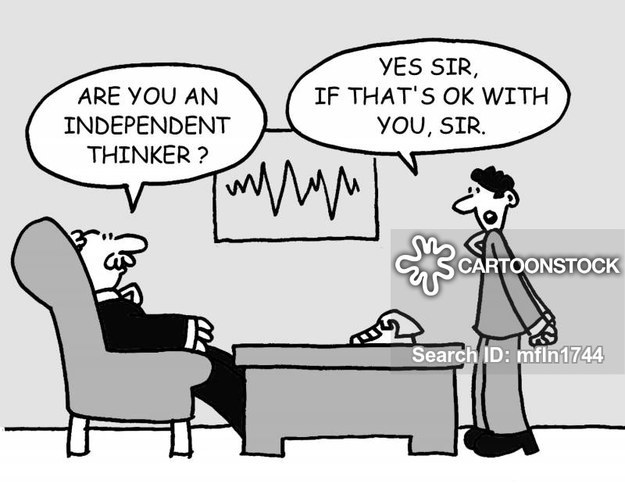 ARE YOU AN
INDEPENDENT
THINKER ?
YES SIR,
IF THAT'S OK WITH
YOU, SIR.
CARTOONSTOCK
Search ID: mfln1744